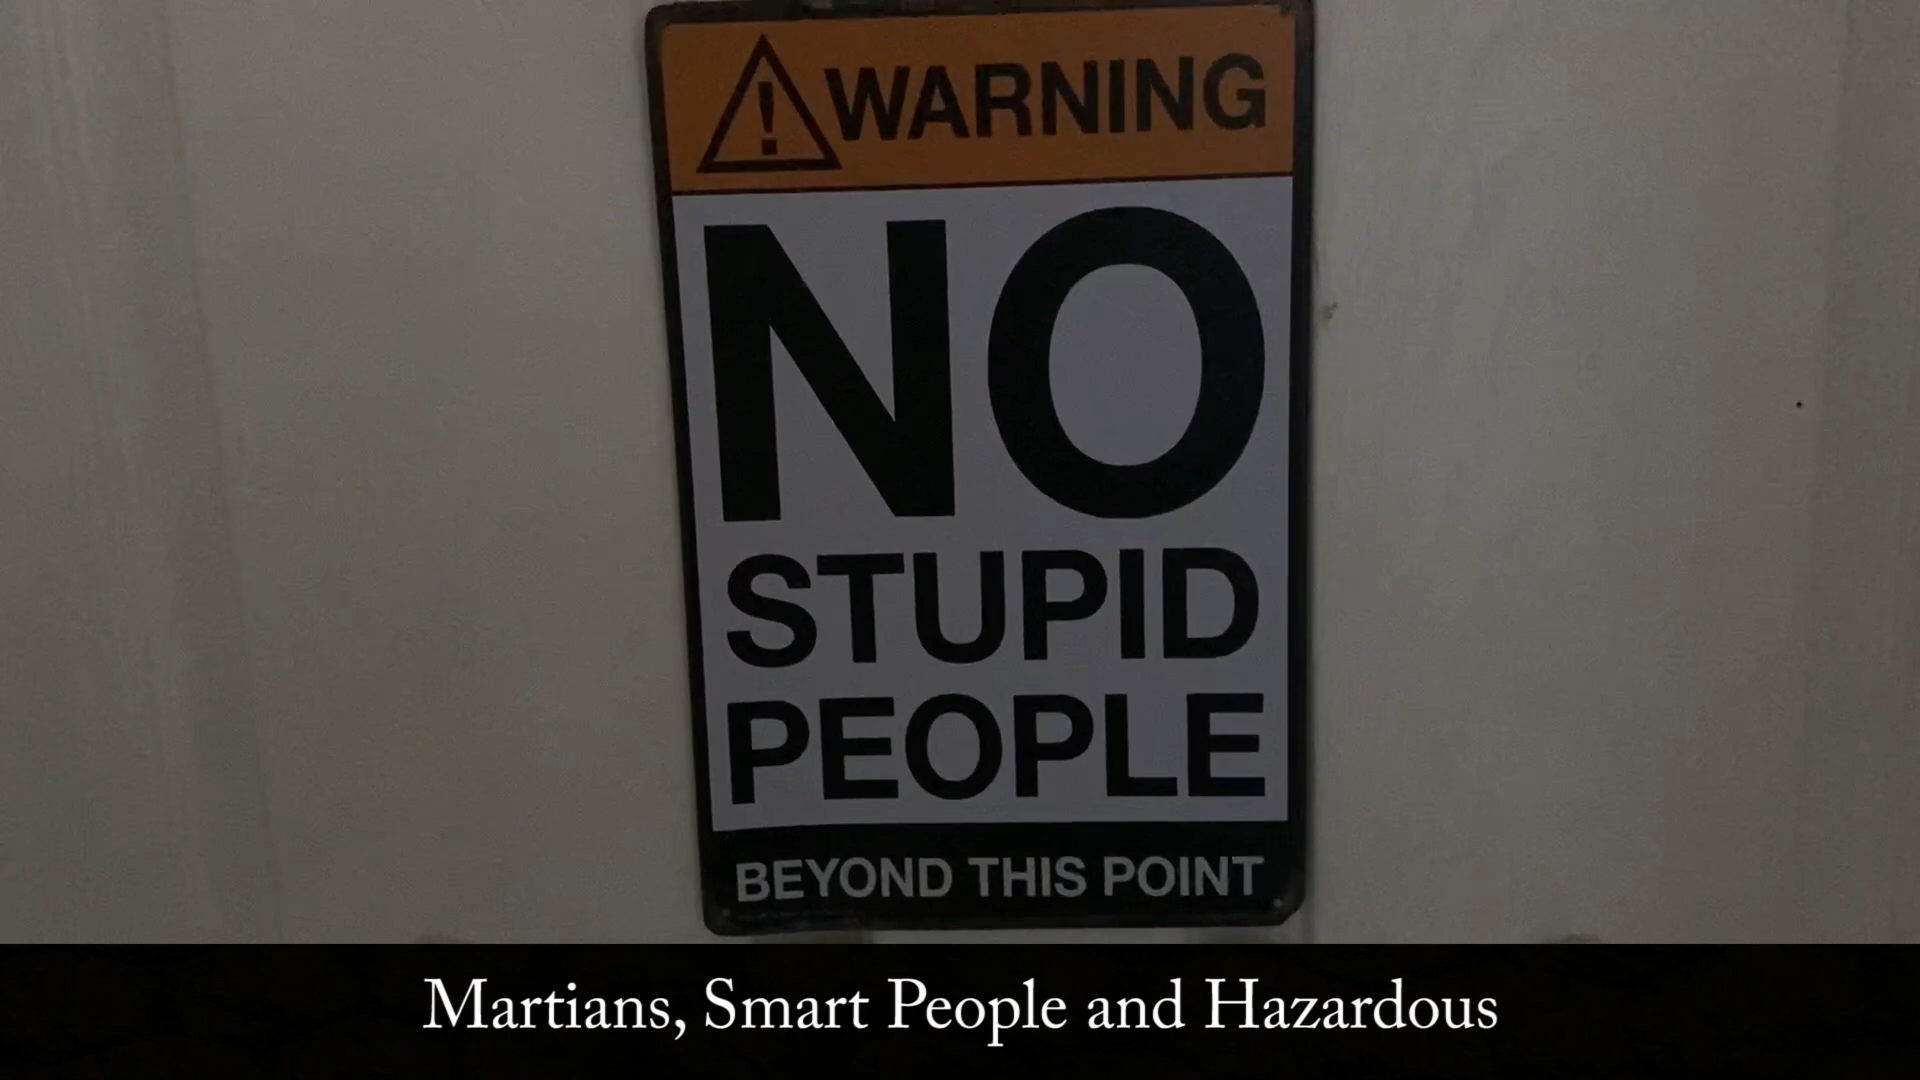 WARNING
NO
STUPID
PEOPLE
BEYOND THIS POINT
Martians, Smart People and Hazardous